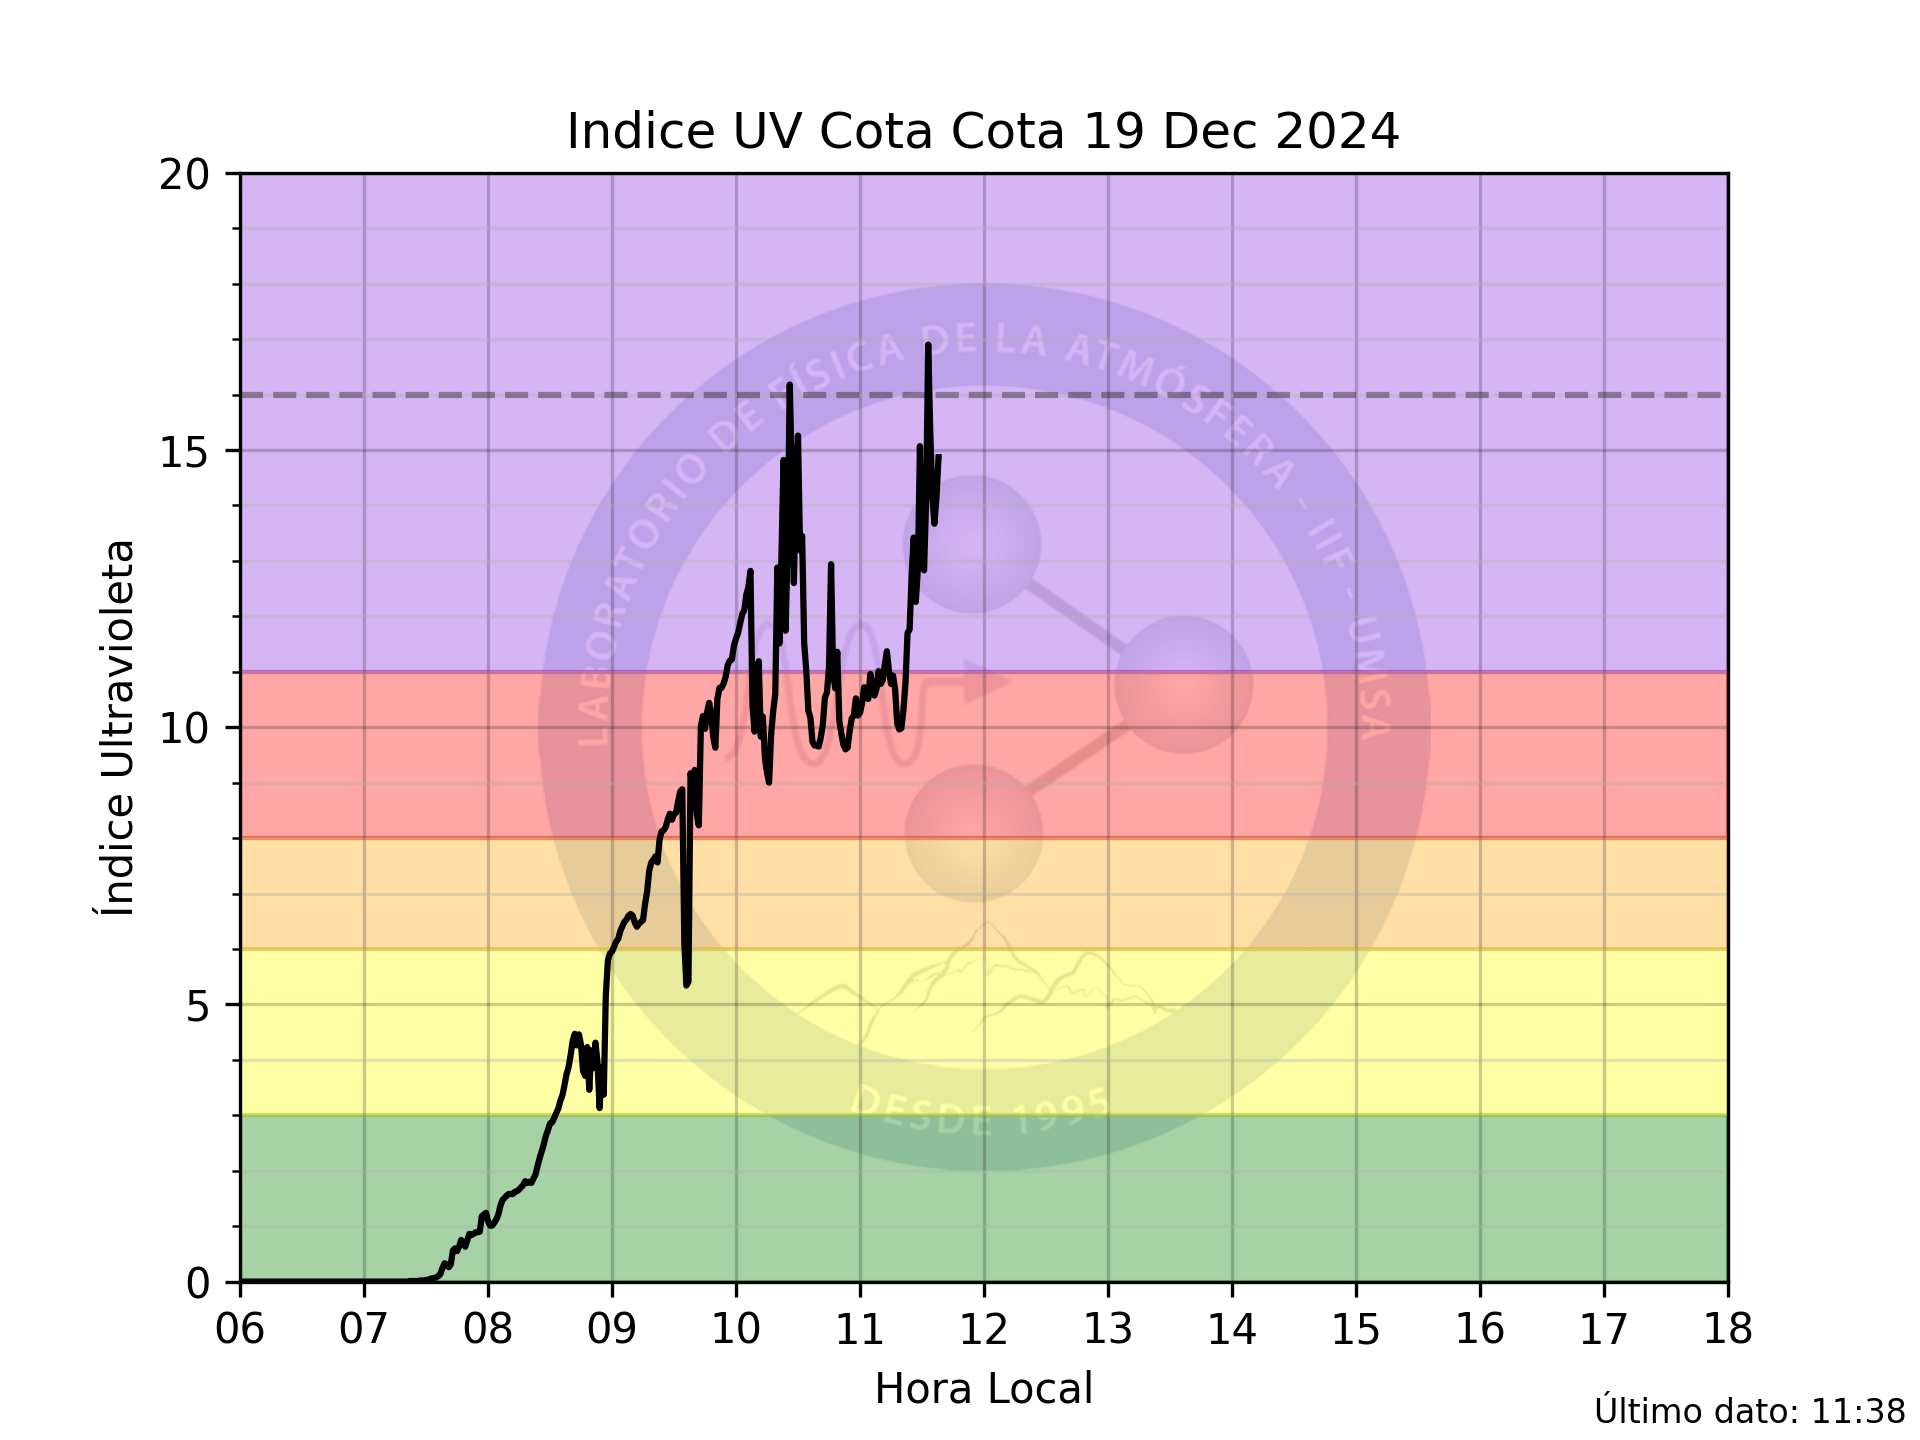 Indice UV Cota Cota 19 Dec 2024
20
15
10
5
0
Índice Ultravioleta
LABORATORIO DE FÍSICA DE LA ATMÓSFERA - IIF - UMSA
DESDE 1995
06 07 08 09 10 11 12 13 14 15 16 17 18
Hora Local
Último dato: 11:38